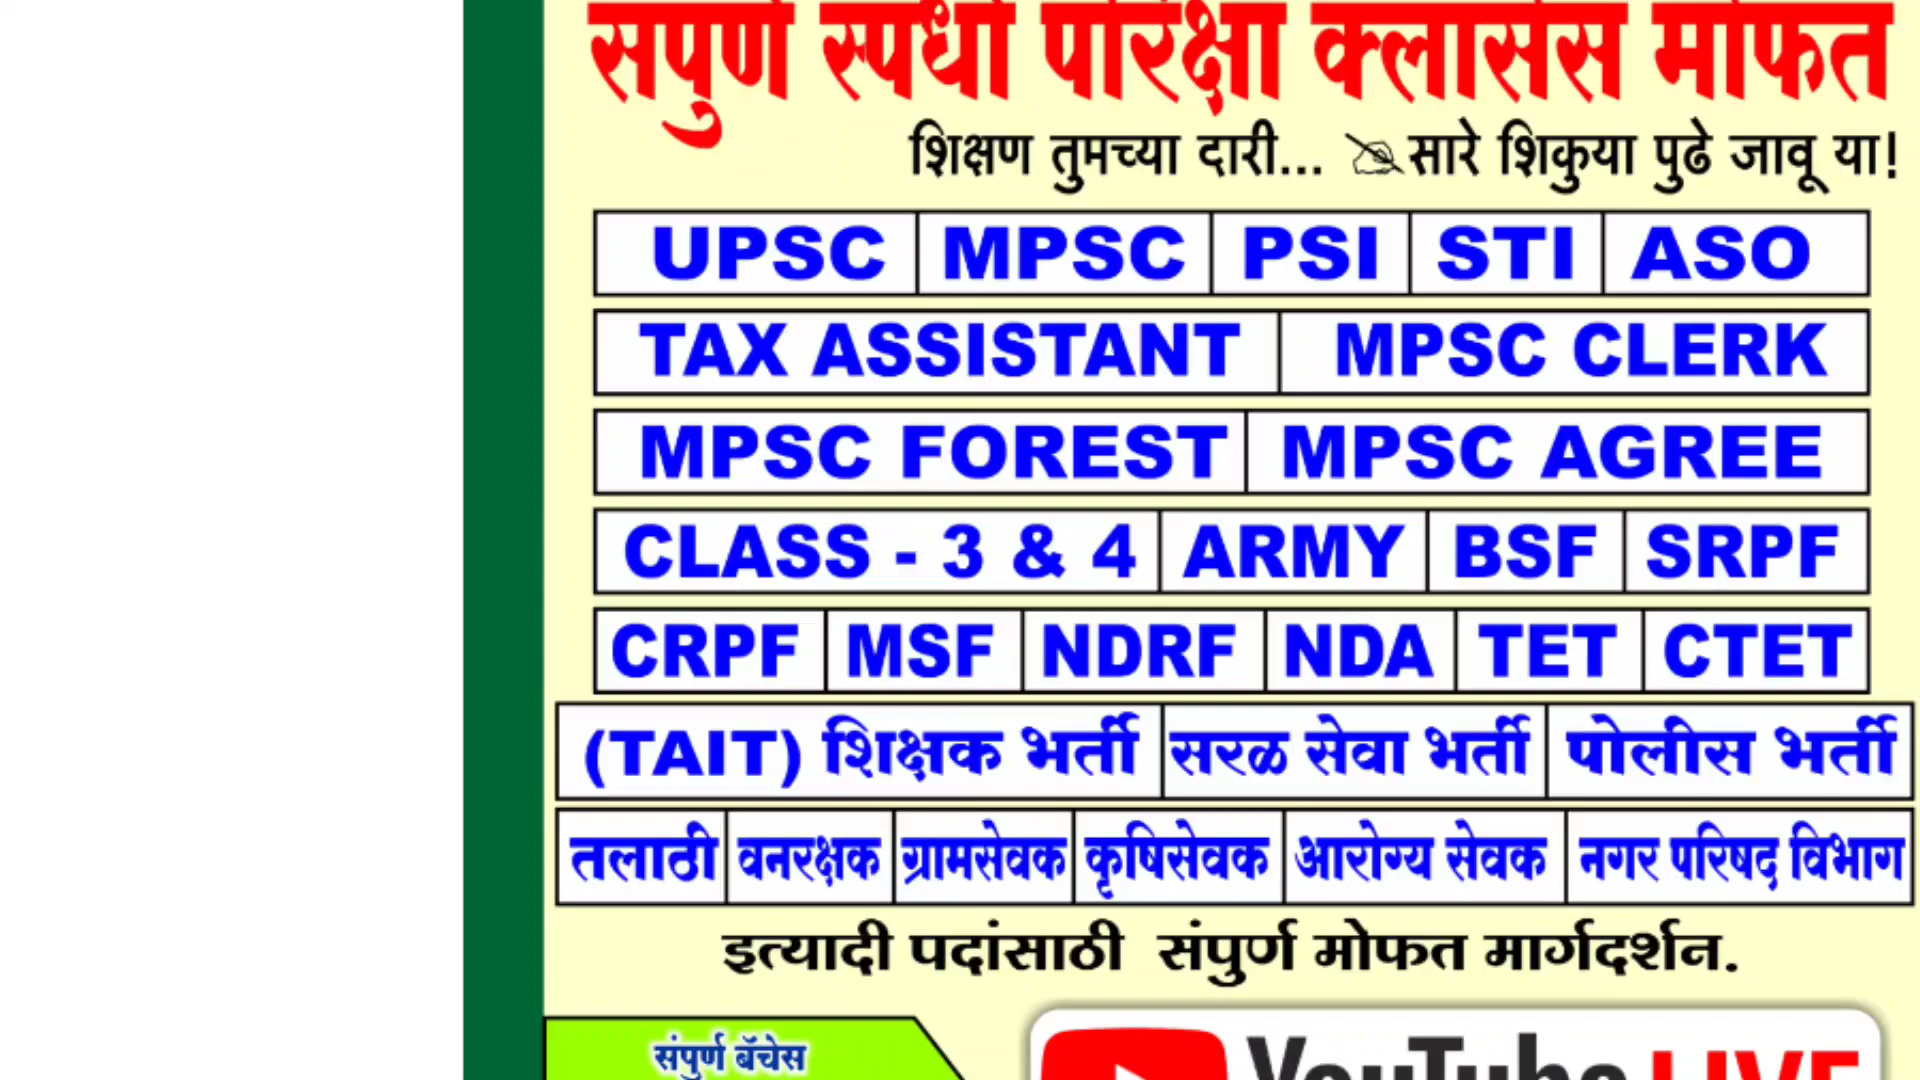 संपुर्ण स्पर्धा परिक्षा क्लासेस मोफत
शिक्षण तुमच्या दारी... सारे शिकुया पुढे जावू या!
UPSC MPSC PSI STI ASO
TAX ASSISTANT MPSC CLERK
MPSC FOREST MPSC AGREE
CLASS - 3 & 4 ARMY BSF SRPF
CRPF MSF NDRF NDA TET CTET
(TAIT) शिक्षक भर्ती सरळ सेवा भर्ती पोलीस भर्ती
तलाठी वनरक्षक ग्रामसेवक कृषिसेवक आरोग्य सेवक नगर परिषद विभाग
इत्यादी पदांसाठी संपुर्ण मोफत मार्गदर्शन.
संपुर्ण बॅचेस
YouTube LIVE